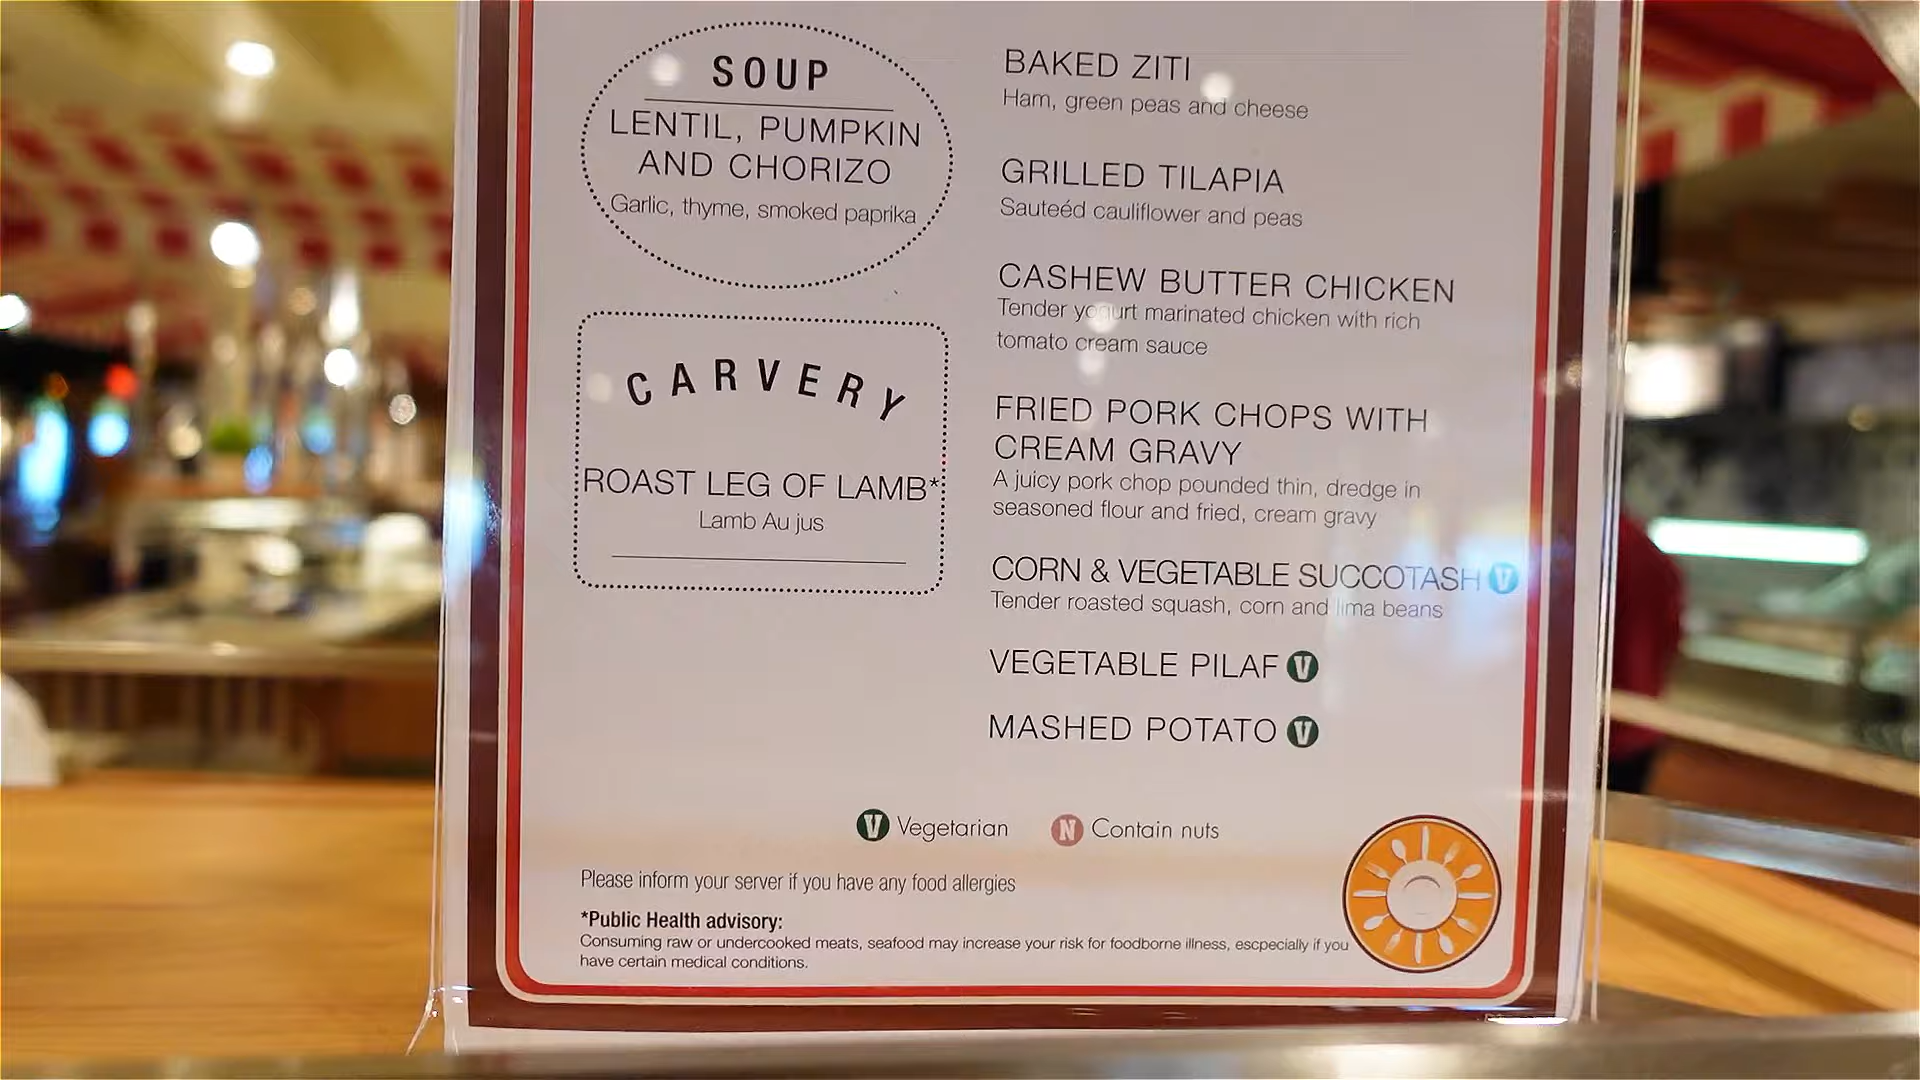 SOUP
LENTIL, PUMPKIN
AND CHORIZO
Garlic, thyme, smoked paprika
CARVERY
ROAST LEG OF LAMB*
Lamb Au jus
BAKED ZITI
Ham, green peas and cheese
GRILLED TILAPIA
Sauteéd cauliflower and peas
CASHEW BUTTER CHICKEN
Tender yogurt marinated chicken with rich
tomato cream sauce
FRIED PORK CHOPS WITH
CREAM GRAVY
A juicy pork chop pounded thin, dredge in
seasoned flour and fried, cream gravy
CORN & VEGETABLE SUCCOTASH V
Tender roasted squash, corn and lima beans
VEGETABLE PILAF V
MASHED POTATO V
V Vegetarian N Contain nuts
Please inform your server if you have any food allergies
*Public Health advisory:
Consuming raw or undercooked meats, seafood may increase your risk for foodborne illness, escpecially if you
have certain medical conditions.